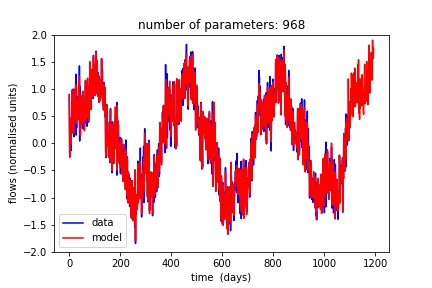 number of parameters: 968
flows (normalised units)
2.0
1.5
1.0
0.5
0.0
−0.5
−1.0
−1.5
−2.0
data
model
0 200 400 600 800 1000 1200
time (days)